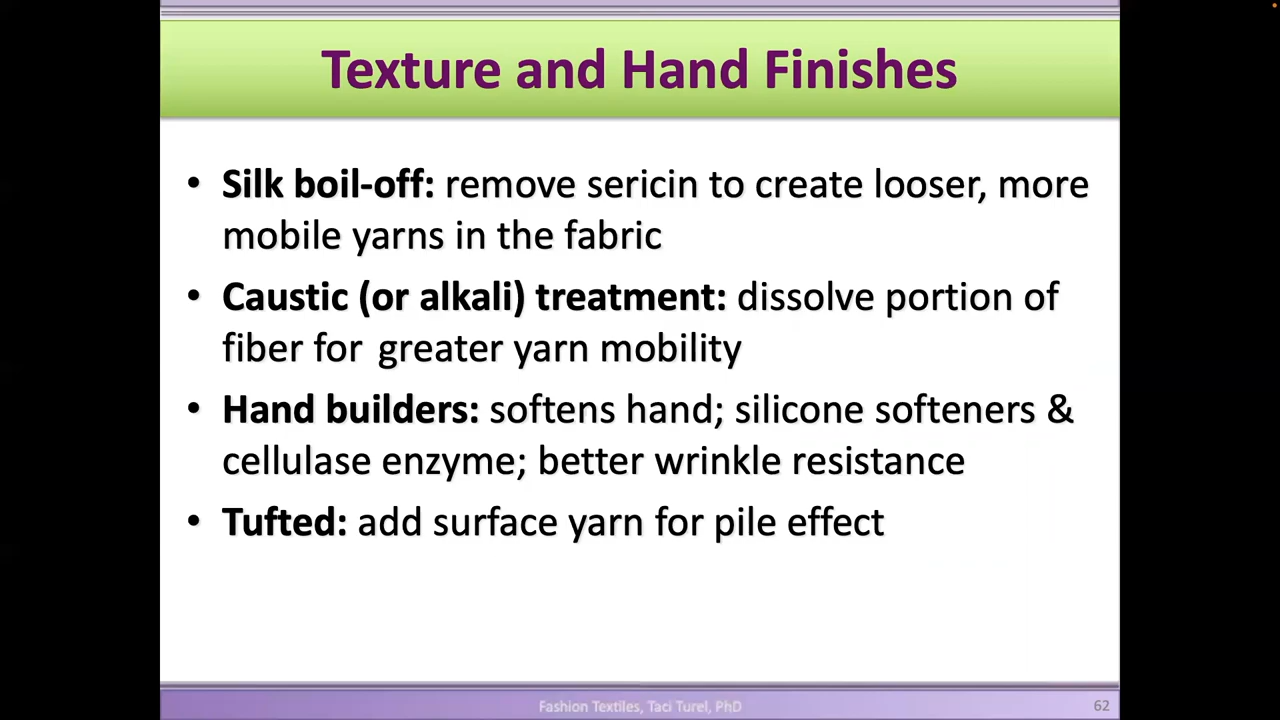 Texture and Hand Finishes
• Silk boil-off: remove sericin to create looser, more
mobile yarns in the fabric
• Caustic (or alkali) treatment: dissolve portion of
fiber for greater yarn mobility
• Hand builders: softens hand; silicone softeners &
cellulase enzyme; better wrinkle resistance
• Tufted: add surface yarn for pile effect
Fashion Textiles, Taci Turel, PhD
62